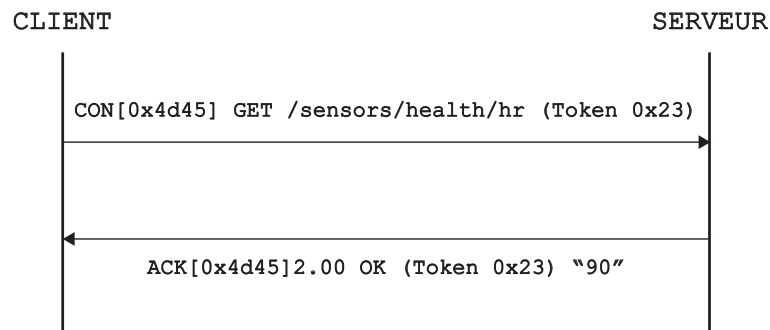 CLIENT SERVEUR
CON[0x4d45] GET /sensors/health/hr (Token 0x23)
ACK[0x4d45]2.00 OK (Token 0x23) “90”